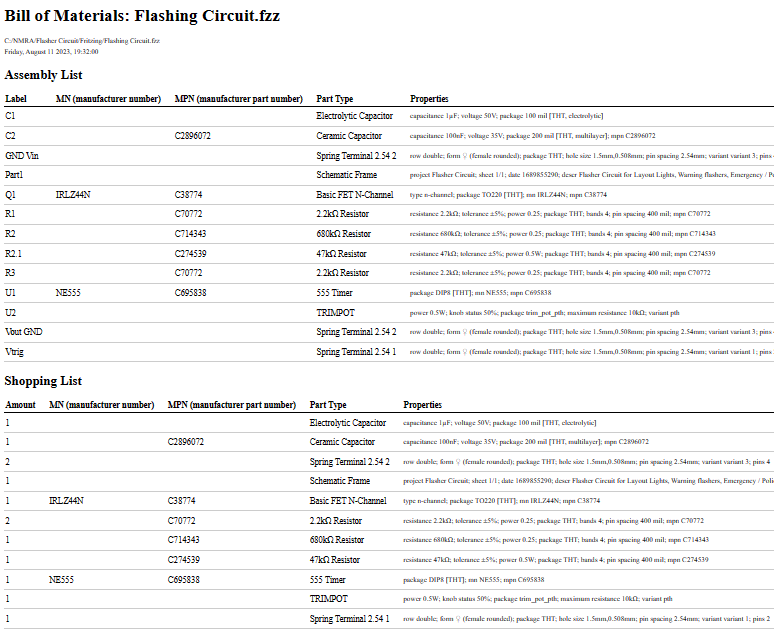 Bill of Materials: Flashing Circuit.fzz
C:/NMRA/Flasher Circuit/Fritzing/Flashing Circuit.fzz
Friday, August 11 2023, 19:32:00
Assembly List
Label MN (manufacturer number) MPN (manufacturer part number) Part Type Properties
C1 Electrolytic Capacitor capacitance 1µF; voltage 50V; package 100 mil [THT, electrolytic]
C2 C2896072 Ceramic Capacitor capacitance 100nF; voltage 35V; package 200 mil [THT, multilayer]; mpn C2896072
GND Vin Spring Terminal 2.54 2 row double; form ♀ (female rounded); package THT; hole size 1.5mm,0.508mm; pin spacing 2.54mm; variant variant 3; pins
Part1 Schematic Frame project Flasher Circuit; sheet 1/1; date 1689855290; descr Flasher Circuit for Layout Lights, Warning flashers, Emergency / Po
Q1 IRLZ44N C38774 Basic FET N-Channel type n-channel; package TO220 [THT]; mn IRLZ44N; mpn C38774
R1 C70772 2.2kΩ Resistor resistance 2.2kΩ; tolerance ±5%; power 0.25; package THT; bands 4; pin spacing 400 mil; mpn C70772
R2 C714343 680kΩ Resistor resistance 680kΩ; tolerance ±5%; power 0.25; package THT; bands 4; pin spacing 400 mil; mpn C714343
R2.1 C274539 47kΩ Resistor resistance 47kΩ; tolerance ±5%; power 0.5W; package THT; bands 4; pin spacing 400 mil; mpn C274539
R3 C70772 2.2kΩ Resistor resistance 2.2kΩ; tolerance ±5%; power 0.25; package THT; bands 4; pin spacing 400 mil; mpn C70772
U1 NE555 C695838 555 Timer package DIP8 [THT]; mn NE555; mpn C695838
U2 TRIMPOT power 0.5W; knob status 50%; package trim_pot_pth; maximum resistance 10kΩ; variant pth
Vout GND Spring Terminal 2.54 2 row double; form ♀ (female rounded); package THT; hole size 1.5mm,0.508mm; pin spacing 2.54mm; variant variant 3; pins
Vtrig Spring Terminal 2.54 1 row double; form ♀ (female rounded); package THT; hole size 1.5mm,0.508mm; pin spacing 2.54mm; variant variant 1; pins
Shopping List
Amount MN (manufacturer number) MPN (manufacturer part number) Part Type Properties
1 Electrolytic Capacitor capacitance 1µF; voltage 50V; package 100 mil [THT, electrolytic]
1 C2896072 Ceramic Capacitor capacitance 100nF; voltage 35V; package 200 mil [THT, multilayer]; mpn C2896072
2 Spring Terminal 2.54 2 row double; form ♀ (female rounded); package THT; hole size 1.5mm,0.508mm; pin spacing 2.54mm; variant variant 3; pins 4
1 Schematic Frame project Flasher Circuit; sheet 1/1; date 1689855290; descr Flasher Circuit for Layout Lights, Warning flashers, Emergency / Poli
1 IRLZ44N C38774 Basic FET N-Channel type n-channel; package TO220 [THT]; mn IRLZ44N; mpn C38774
2 C70772 2.2kΩ Resistor resistance 2.2kΩ; tolerance ±5%; power 0.25; package THT; bands 4; pin spacing 400 mil; mpn C70772
1 C714343 680kΩ Resistor resistance 680kΩ; tolerance ±5%; power 0.25; package THT; bands 4; pin spacing 400 mil; mpn C714343
1 C274539 47kΩ Resistor resistance 47kΩ; tolerance ±5%; power 0.5W; package THT; bands 4; pin spacing 400 mil; mpn C274539
1 NE555 C695838 555 Timer package DIP8 [THT]; mn NE555; mpn C695838
1 TRIMPOT power 0.5W; knob status 50%; package trim_pot_pth; maximum resistance 10kΩ; variant pth
1 Spring Terminal 2.54 1 row double; form ♀ (female rounded); package THT; hole size 1.5mm,0.508mm; pin spacing 2.54mm; variant variant 1; pins 2